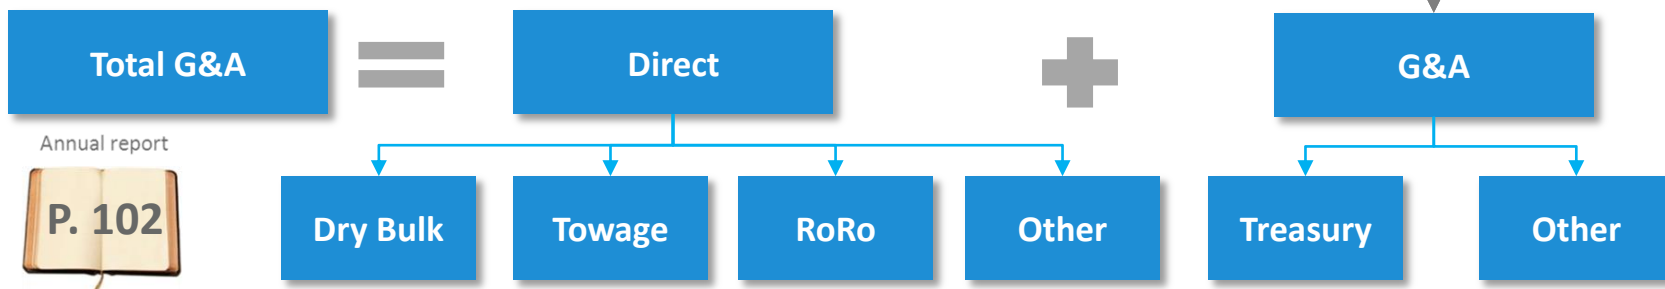 Total G&A
Direct
G&A
Annual report
P. 102
Dry Bulk
Towage
RoRo
Other
Treasury
Other